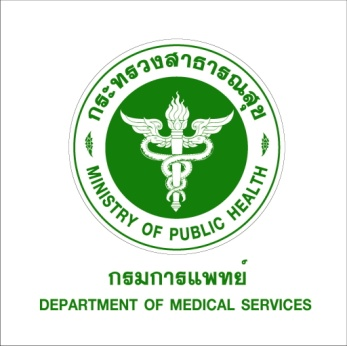 กระทรวงสาธารณสุข
MINISTRY OF PUBLIC HEALTH
กรมการแพทย์
DEPARTMENT OF MEDICAL SERVICES